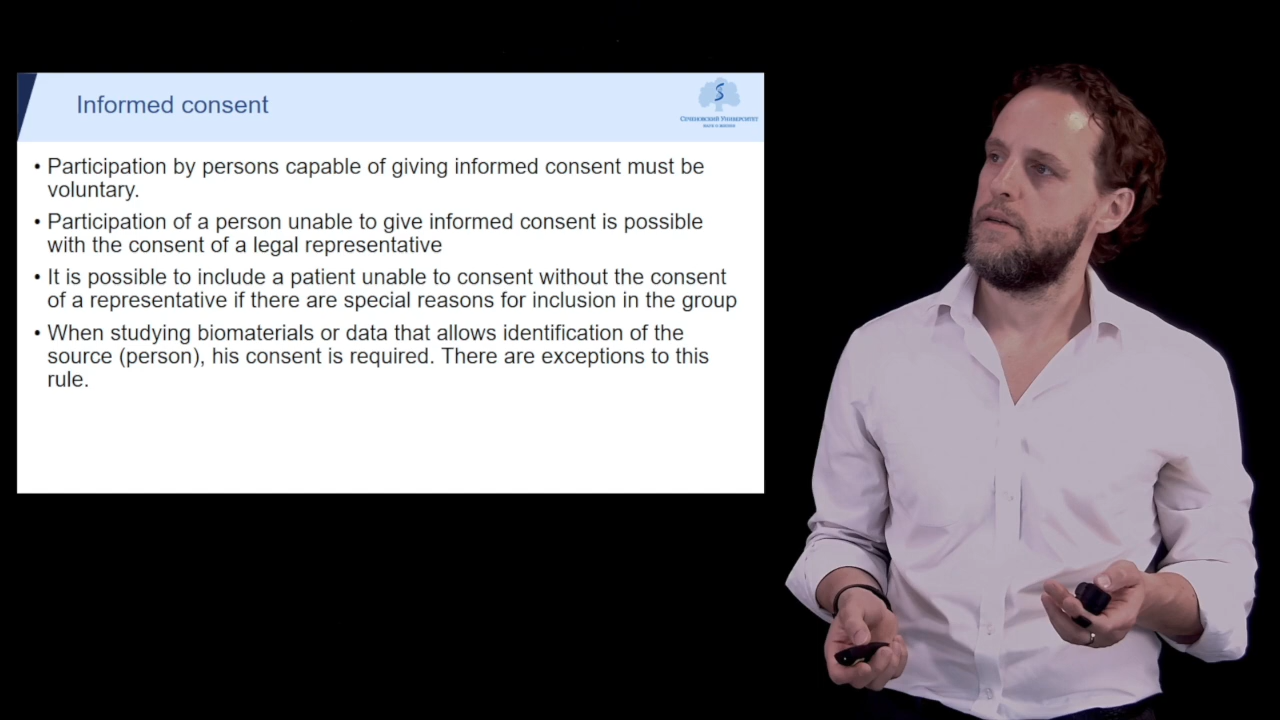 Informed consent
Сеченовский Университет
• Participation by persons capable of giving informed consent must be
voluntary.
• Participation of a person unable to give informed consent is possible
with the consent of a legal representative
• It is possible to include a patient unable to consent without the consent
of a representative if there are special reasons for inclusion in the group
• When studying biomaterials or data that allows identification of the
source (person), his consent is required. There are exceptions to this
rule.